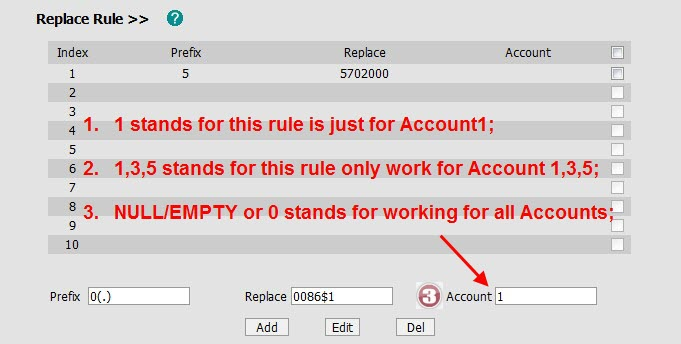 Replace Rule >> ?
Index Prefix Replace Account
1 5 5702000
2
3
1. 1 stands for this rule is just for Account1;
4
5
6 2. 1,3,5 stands for this rule only work for Account 1,3,5;
7
8 3. NULL/EMPTY or 0 stands for working for all Accounts;
9
10
Prefix 0(.) Replace 0086$1 3 Account 1
Add Edit Del